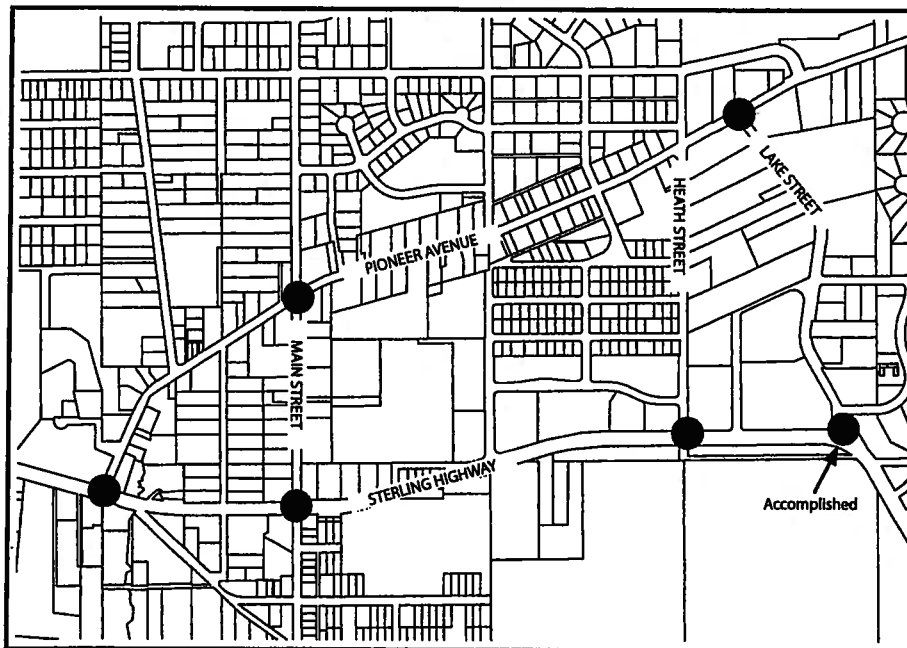 LAKE STREET
HEATH STREET
PIONEER AVENUE
MAIN STREET
STERLING HIGHWAY
Accomplished